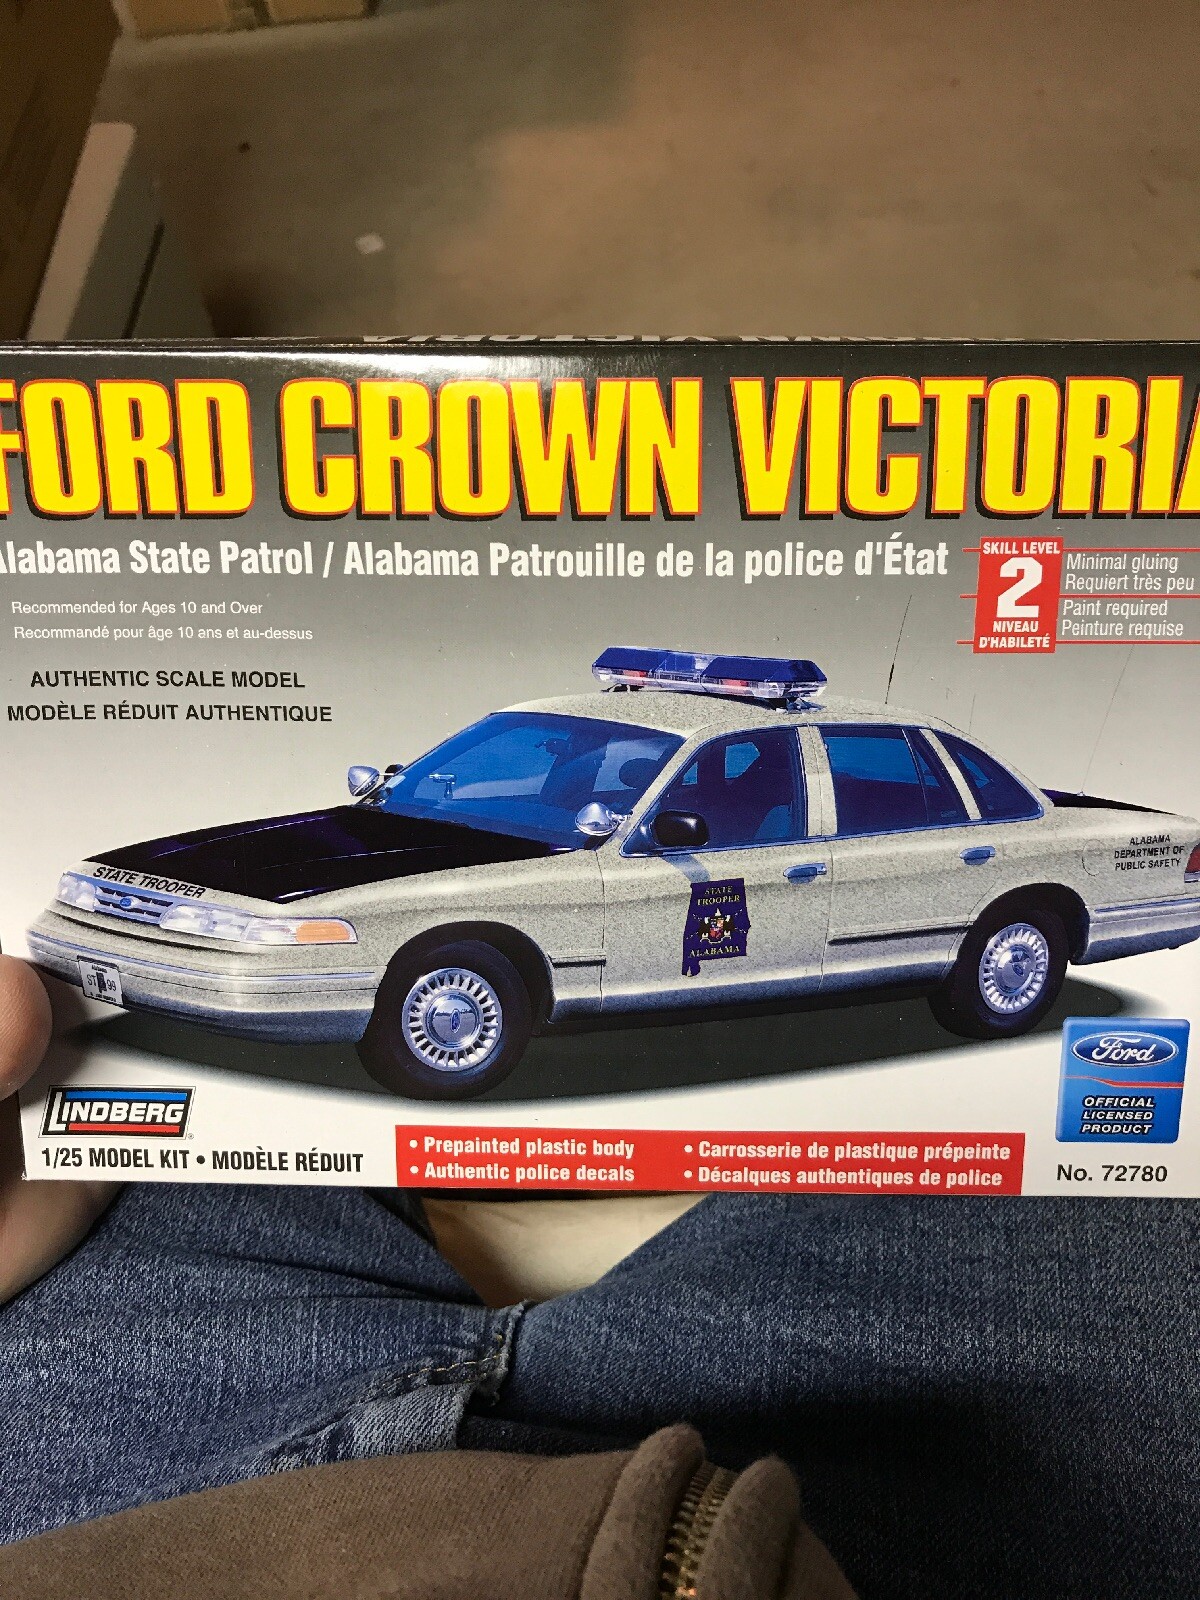 FORD CROWN VICTORIA
Alabama State Patrol / Alabama Patrouille de la police d'État
SKILL LEVEL
2
NIVEAU
D'HABILETÉ
Minimal gluing
Requiert très peu
Paint required
Peinture requise
Recommended for Ages 10 and Over
Recommandé pour âge 10 ans et au-dessus
AUTHENTIC SCALE MODEL
MODÈLE RÉDUIT AUTHENTIQUE
STATE TROOPER
STATE
TROOPER
ALABAMA
ALABAMA
DEPARTMENT OF
PUBLIC SAFETY
Ford
OFFICIAL
LICENSED
PRODUCT
LINDBERG
1/25 MODEL KIT • MODÈLE RÉDUIT
• Prepainted plastic body
• Authentic police decals
• Carrosserie de plastique prépeinte
• Décalques authentiques de police
No. 72780